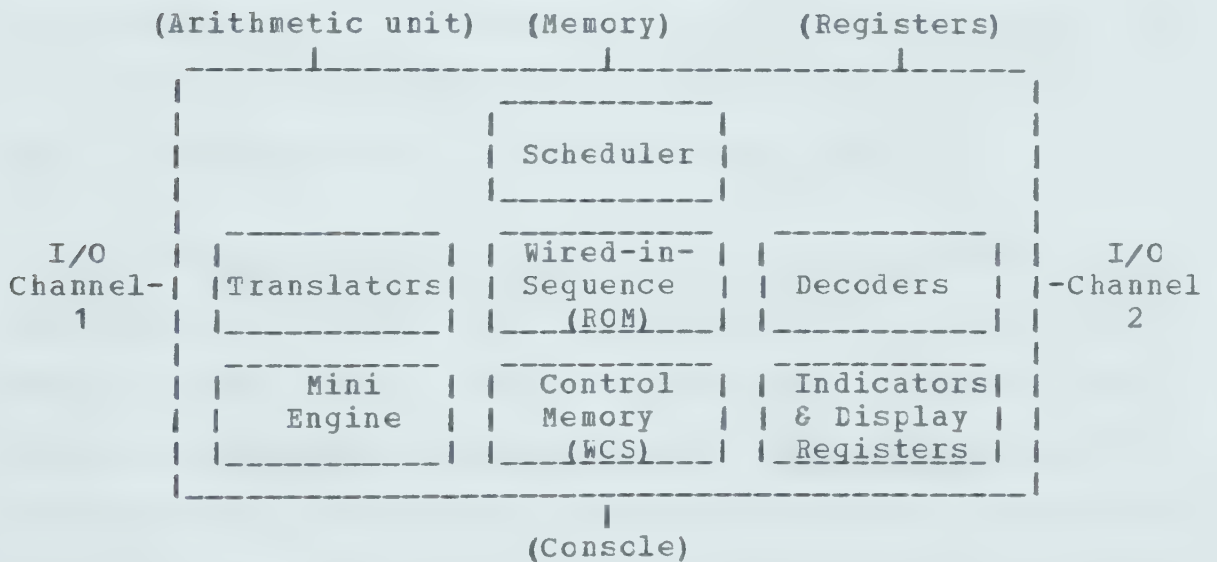 (Arithmetic unit) (Memory) (Registers)
Scheduler
I/O
Channel-
1
Translators
Wired-in-
Sequence
(ROM)
Decoders
I/O
-Channel
2
Mini
Engine
Control
Memory
(WCS)
Indicators
& Display
Registers
(Console)